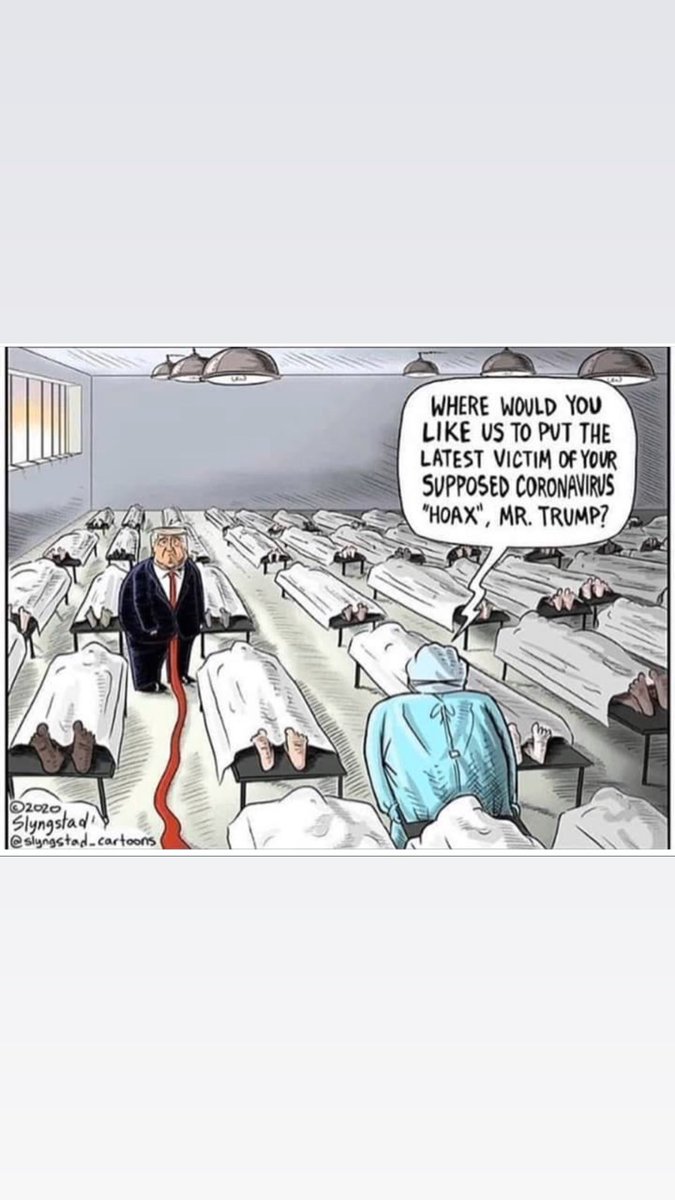 WHERE WOULD YOU
LIKE US TO PUT THE
LATEST VICTIM OF YOUR
SUPPOSED CORONAVIRUS
"HOAX", MR. TRUMP?
©2020
Slyngstad
@slyngstad_cartoons